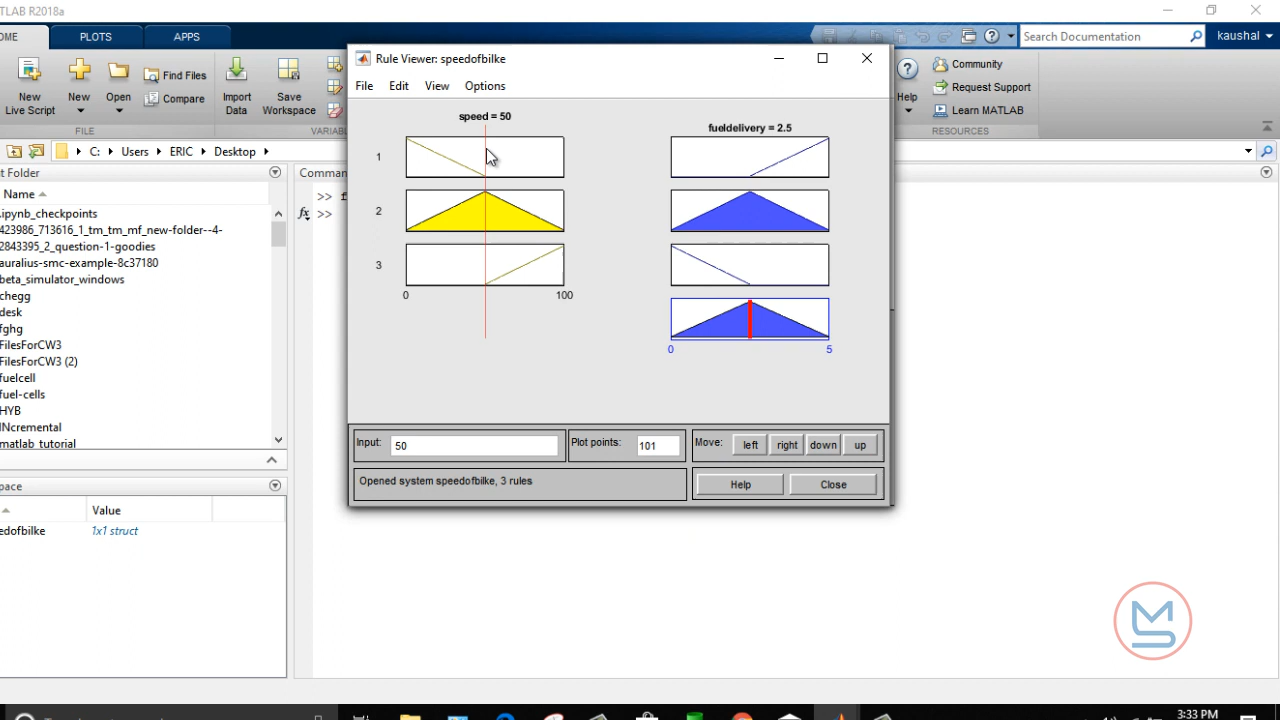 TLAB R2018a
OME
PLOTS
APPS
Search Documentation
kaushal
New
Live Script
New
Open
Find Files
Compare
Import
Data
Save
Workspace
FILE
VARIAB
Help
Community
Request Support
Learn MATLAB
RESOURCES
C:
Users
ERIC
Desktop
t Folder
Name
.ipynb_checkpoints
423986_713616_1_tm_tm_mf_new-folder--4-
2843395_2_question-1-goodies
auralius-smc-example-8c37180
beta_simulator_windows
chegg
desk
fghg
FilesForCW3
FilesForCW3 (2)
fuelcell
fuel-cells
HYB
INcremental
matlab_tutorial
space
Value
edofbilke
1x1 struct
Comma
>> f
fx >>
Rule Viewer: speedofbilke
File
Edit
View
Options
speed = 50
fueldelivery = 2.5
1
2
3
0
100
0
5
Input:
50
Plot points:
101
Move:
left
right
down
up
Opened system speedofbilke, 3 rules
Help
Close
MS
3:33 PM